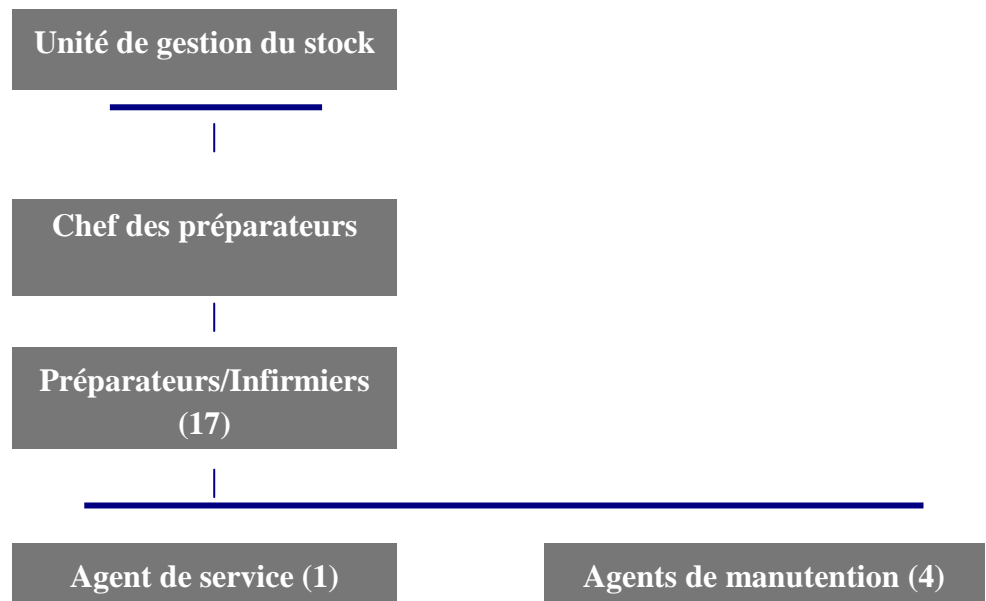 Unité de gestion du stock
Chef des préparateurs
Préparateurs/Infirmiers
(17)
Agent de service (1)
Agents de manutention (4)